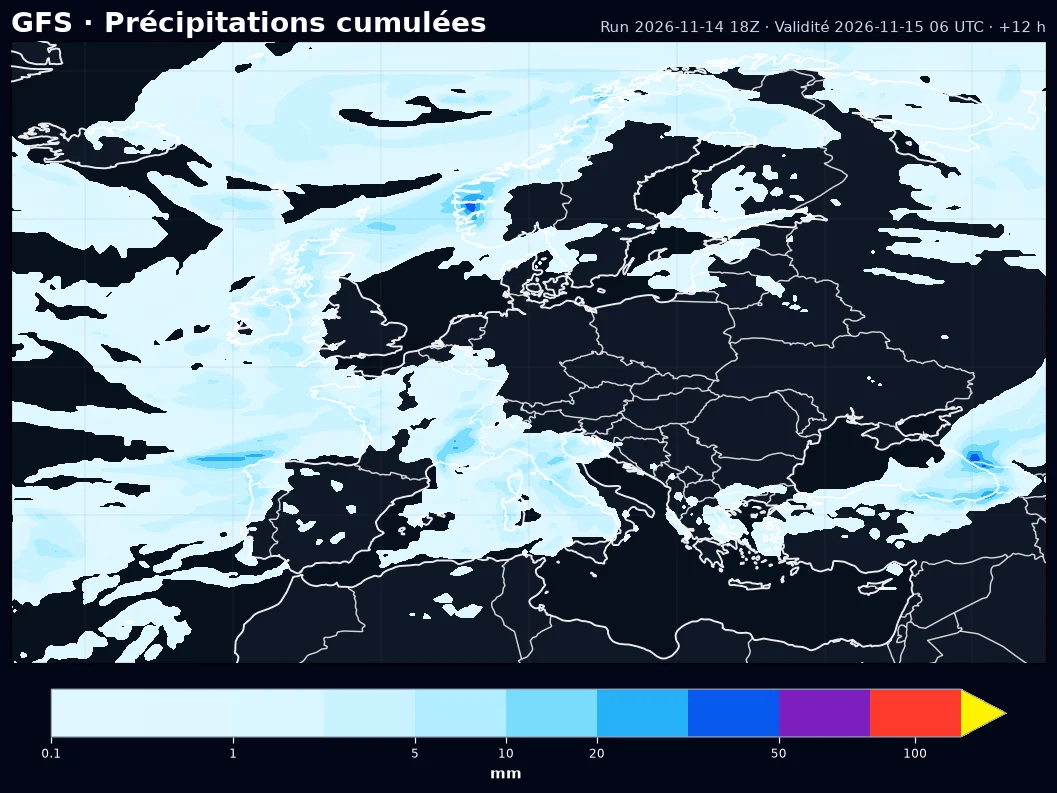 GFS · Précipitations cumulées
Run 2026-11-14 18Z · Validité 2026-11-15 06 UTC · +12 h
0.1 1 5 10 20 50 100
mm